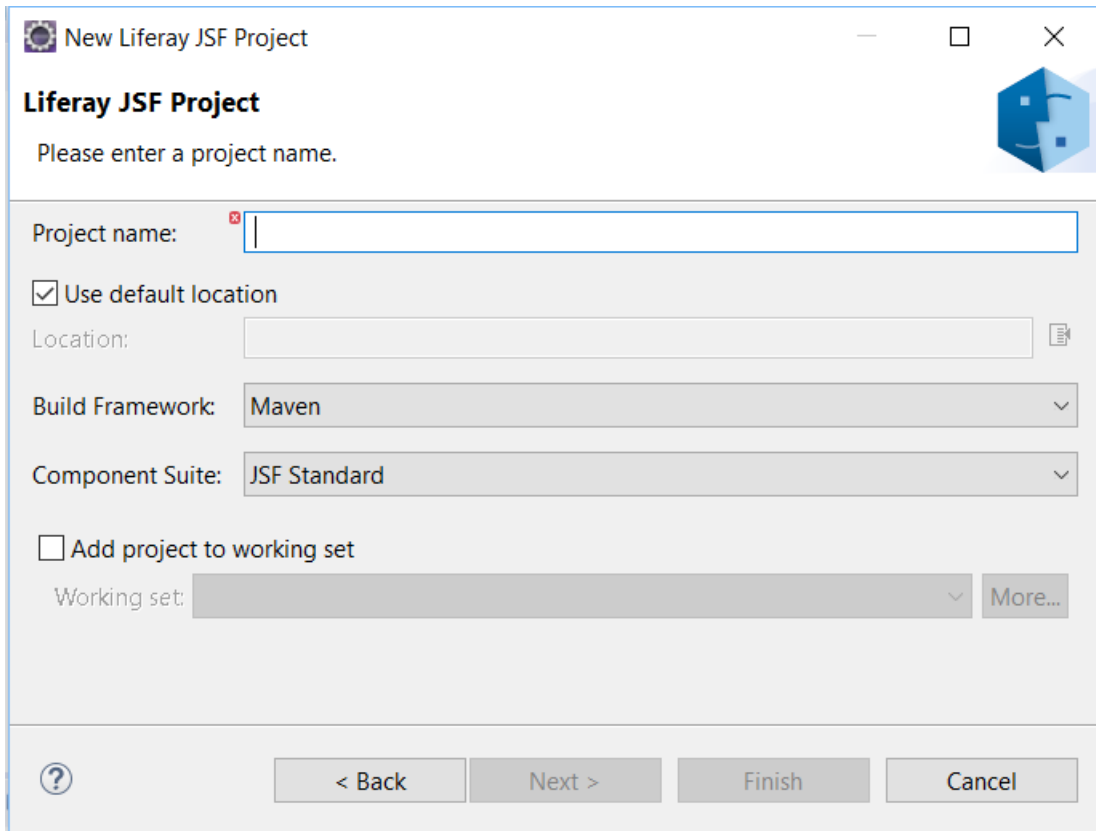 New Liferay JSF Project
Liferay JSF Project
Please enter a project name.
Project name:
Use default location
Location:
Build Framework: Maven
Component Suite: JSF Standard
Add project to working set
Working set: More...
? < Back Next > Finish Cancel